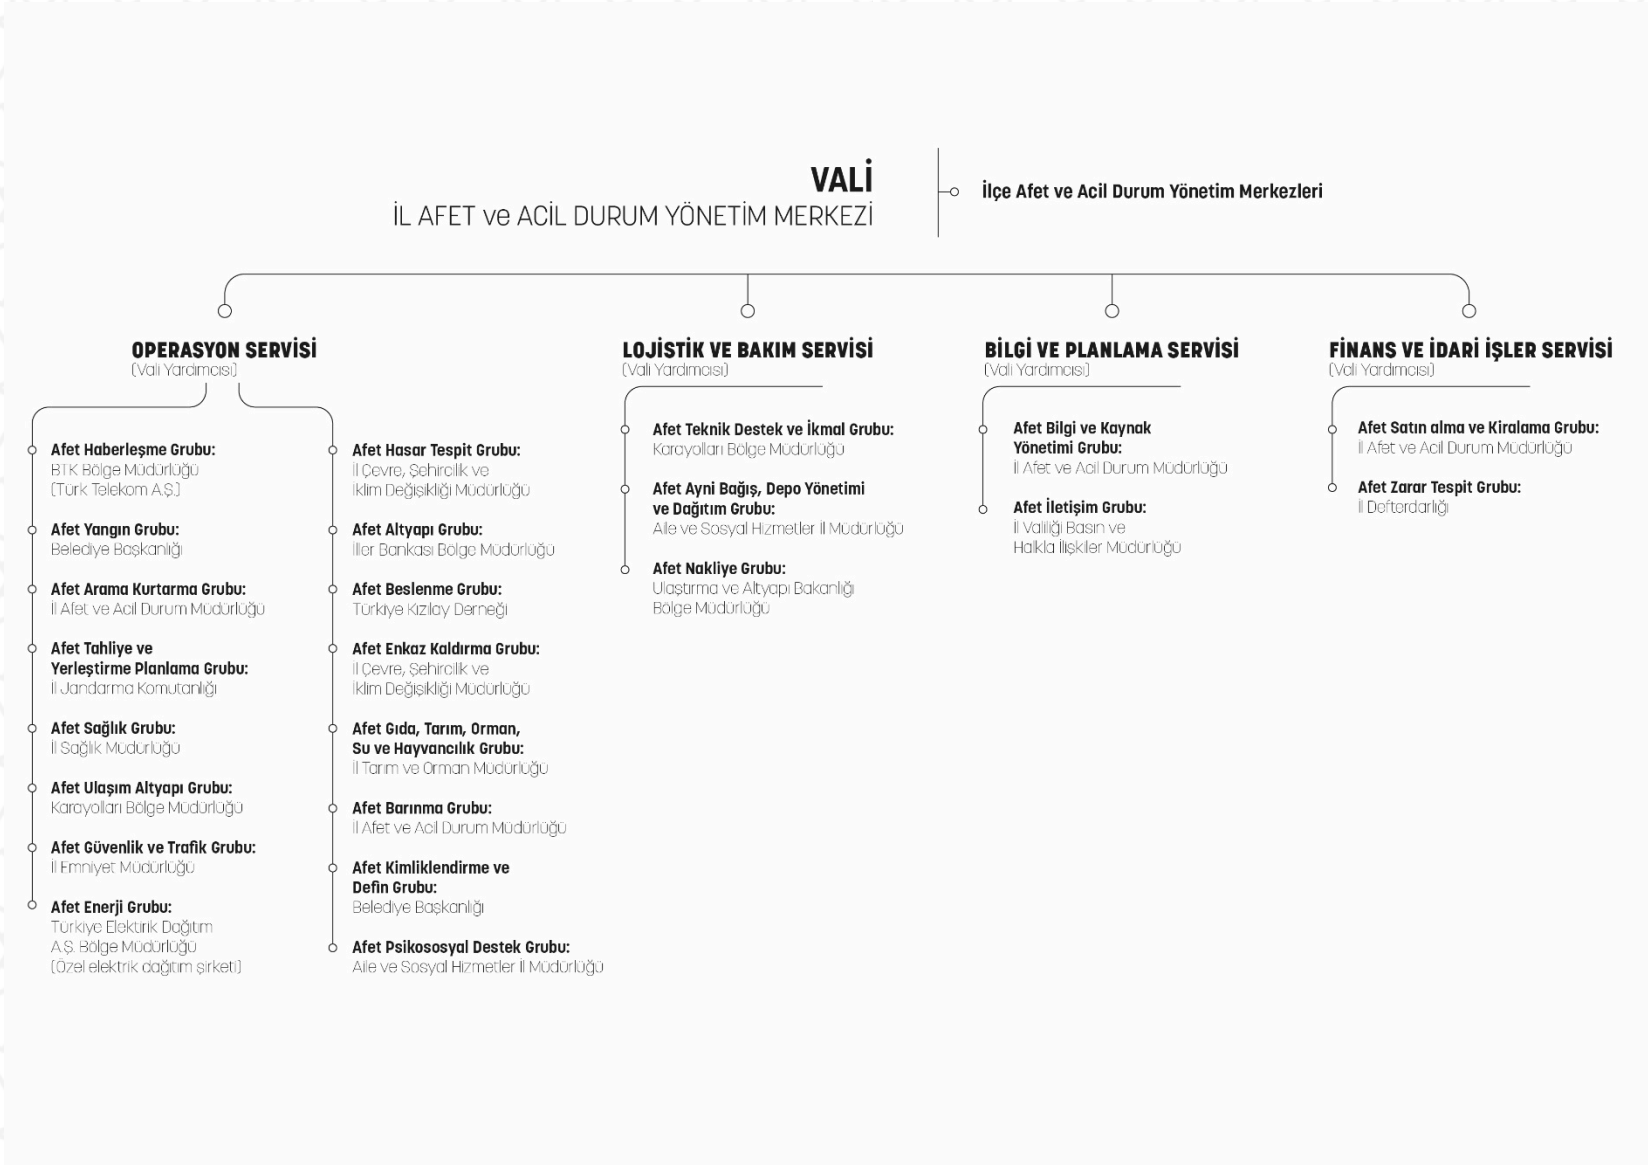 VALİ
İL AFET ve ACİL DURUM YÖNETİM MERKEZİ
İlçe Afet ve Acil Durum Yönetim Merkezleri
OPERASYON SERVİSİ
(Vali Yardımcısı)
Afet Haberleşme Grubu:
BTK Bölge Müdürlüğü
(Türk Telekom A.Ş.)
Afet Yangın Grubu:
Belediye Başkanlığı
Afet Arama Kurtarma Grubu:
İl Afet ve Acil Durum Müdürlüğü
Afet Tahliye ve
Yerleştirme Planlama Grubu:
İl Jandarma Komutanlığı
Afet Sağlık Grubu:
İl Sağlık Müdürlüğü
Afet Ulaşım Altyapı Grubu:
Karayolları Bölge Müdürlüğü
Afet Güvenlik ve Trafik Grubu:
İl Emniyet Müdürlüğü
Afet Enerji Grubu:
Türkiye Elektirik Dağıtım
A.Ş. Bölge Müdürlüğü
(Özel elektrik dağıtım şirketi)
Afet Hasar Tespit Grubu:
İl Çevre, Şehircilik ve
İklim Değişikliği Müdürlüğü
Afet Altyapı Grubu:
İller Bankası Bölge Müdürlüğü
Afet Beslenme Grubu:
Türkiye Kızılay Derneği
Afet Enkaz Kaldırma Grubu:
İl Çevre, Şehircilik ve
İklim Değişikliği Müdürlüğü
Afet Gıda, Tarım, Orman,
Su ve Hayvancılık Grubu:
İl Tarım ve Orman Müdürlüğü
Afet Barınma Grubu:
İl Afet ve Acil Durum Müdürlüğü
Afet Kimliklendirme ve
Defin Grubu:
Belediye Başkanlığı
Afet Psikososyal Destek Grubu:
Aile ve Sosyal Hizmetler İl Müdürlüğü
LOJİSTİK VE BAKIM SERVİSİ
(Vali Yardımcısı)
Afet Teknik Destek ve İkmal Grubu:
Karayolları Bölge Müdürlüğü
Afet Ayni Bağış, Depo Yönetimi
ve Dağıtım Grubu:
Aile ve Sosyal Hizmetler İl Müdürlüğü
Afet Nakliye Grubu:
Ulaştırma ve Altyapı Bakanlığı
Bölge Müdürlüğü
BİLGİ VE PLANLAMA SERVİSİ
(Vali Yardımcısı)
Afet Bilgi ve Kaynak
Yönetimi Grubu:
İl Afet ve Acil Durum Müdürlüğü
Afet İletişim Grubu:
İl Valiliği Basın ve
Halkla İlişkiler Müdürlüğü
FİNANS VE İDARİ İŞLER SERVİSİ
(Vali Yardımcısı)
Afet Satın alma ve Kiralama Grubu:
İl Afet ve Acil Durum Müdürlüğü
Afet Zarar Tespit Grubu:
İl Defterdarlığı